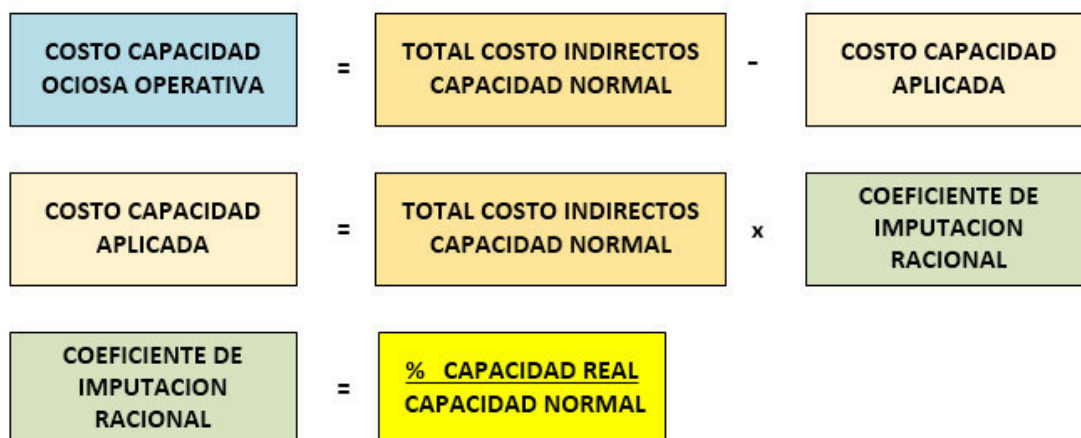 COSTO CAPACIDAD
OCIOSA OPERATIVA
=
TOTAL COSTO INDIRECTOS
CAPACIDAD NORMAL
-
COSTO CAPACIDAD
APLICADA
COSTO CAPACIDAD
APLICADA
=
TOTAL COSTO INDIRECTOS
CAPACIDAD NORMAL
x
COEFICIENTE DE
IMPUTACION
RACIONAL
COEFICIENTE DE
IMPUTACION
RACIONAL
=
% CAPACIDAD REAL
CAPACIDAD NORMAL